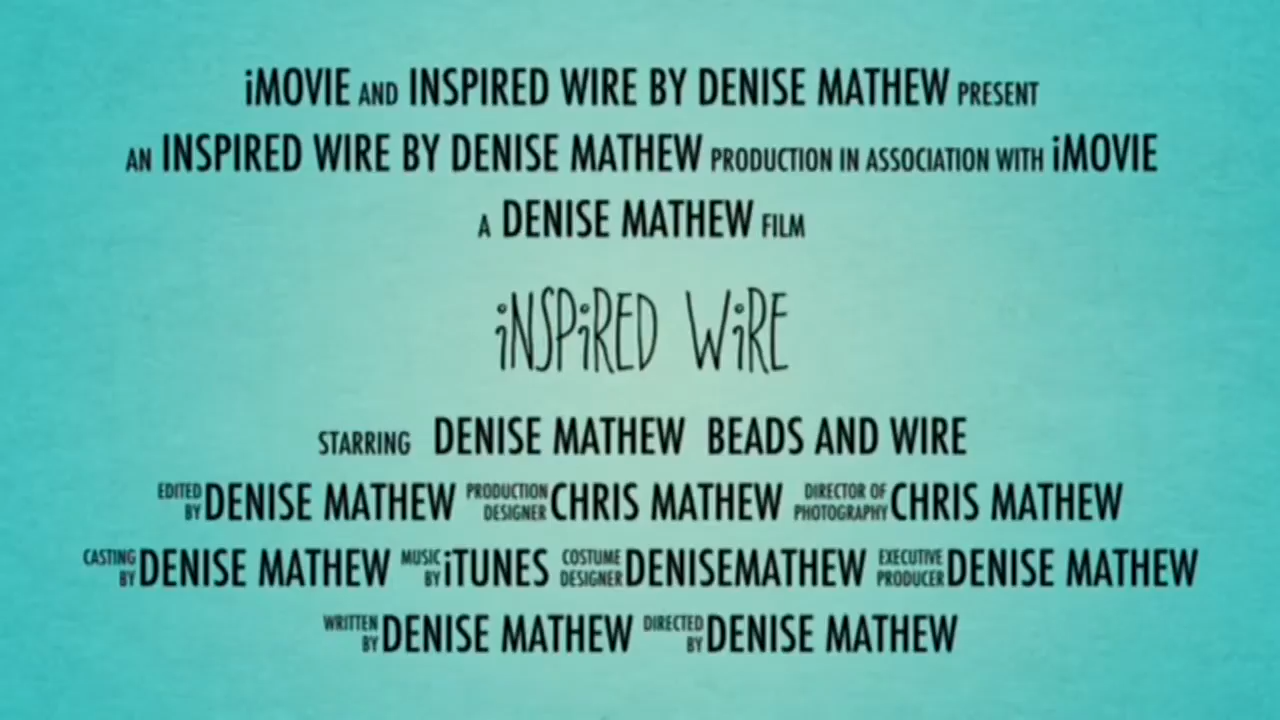 iMOVIE AND INSPIRED WIRE BY DENISE MATHEW PRESENT
AN INSPIRED WIRE BY DENISE MATHEW PRODUCTION IN ASSOCIATION WITH iMOVIE
A DENISE MATHEW FILM
iNSPiRED WiRE
STARRING DENISE MATHEW BEADS AND WIRE
EDITED BY DENISE MATHEW PRODUCTION DESIGNER CHRIS MATHEW DIRECTOR OF PHOTOGRAPHY CHRIS MATHEW
CASTING BY DENISE MATHEW MUSIC BY iTUNES COSTUME DESIGNER DENISEMATHEW EXECUTIVE PRODUCER DENISE MATHEW
WRITTEN BY DENISE MATHEW DIRECTED BY DENISE MATHEW